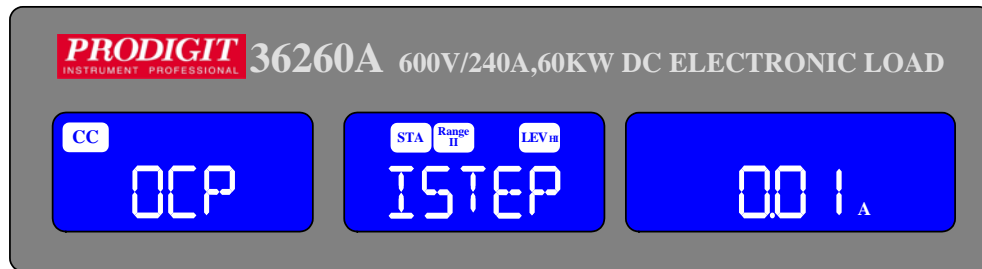 PRODIGIT
INSTRUMENT PROFESSIONAL
36260A 600V/240A,60KW DC ELECTRONIC LOAD
CC
STA Range II LEV HI
OCP ISTEP 0.01 A